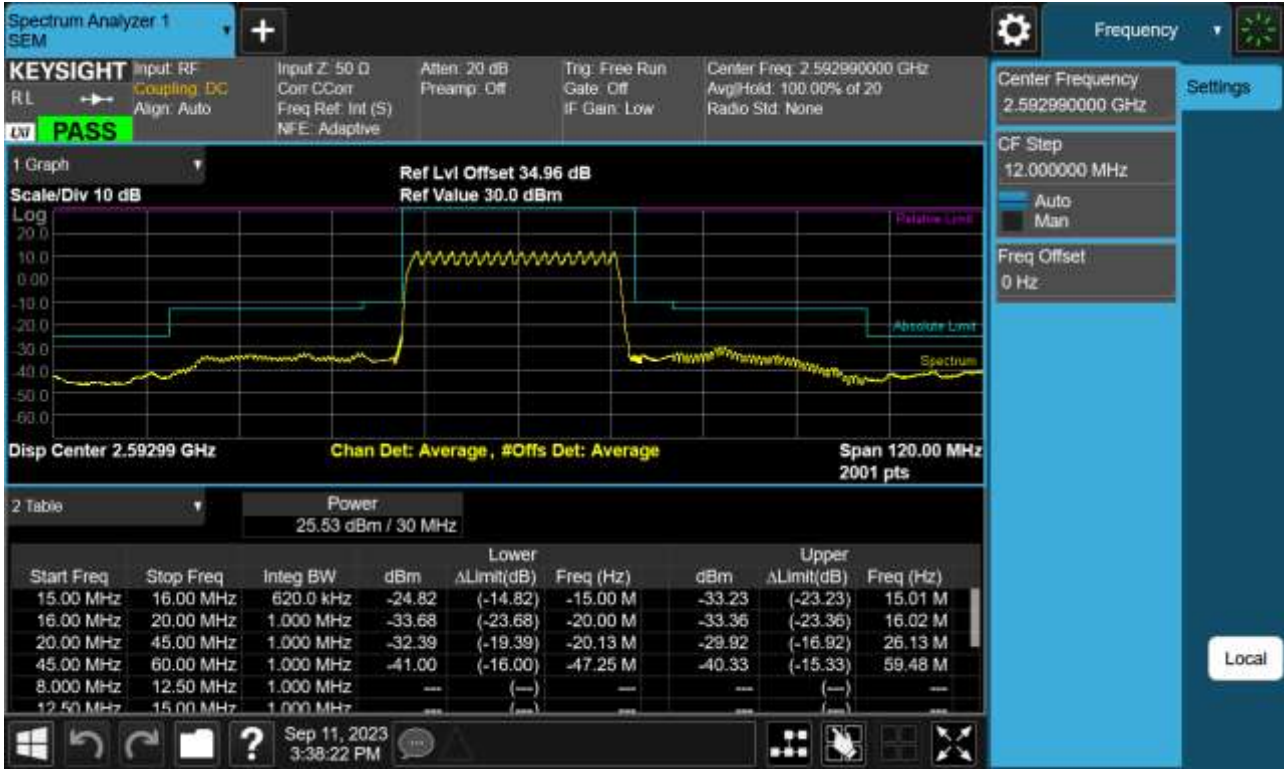 Spectrum Analyzer 1
SEM
Frequency
KEYSIGHT
Input: RF
Coupling: DC
Align: Auto
RL
LXI
PASS
Input Z: 50 Ω
Corr CCorr
Freq Ref: Int (S)
NFE: Adaptive
Atten: 20 dB
Preamp: Off
Trig: Free Run
Gate: Off
IF Gain: Low
Center Freq: 2.592990000 GHz
Avg|Hold: 100.00% of 20
Radio Std: None
Center Frequency
2.592990000 GHz
Settings
CF Step
12.000000 MHz
Auto
Man
Freq Offset
0 Hz
1 Graph
Scale/Div 10 dB
Ref Lvl Offset 34.96 dB
Ref Value 30.0 dBm
Log
20.0
10.0
0.00
-10.0
-20.0
-30.0
-40.0
-50.0
-60.0
Relative Limit
Absolute Limit
Spectrum
Disp Center 2.59299 GHz
Chan Det: Average, #Offs Det: Average
Span 120.00 MHz
2001 pts
2 Table
Power
25.53 dBm / 30 MHz
Lower Upper
Start Freq Stop Freq Integ BW dBm ΔLimit(dB) Freq (Hz) dBm ΔLimit(dB) Freq (Hz)
15.00 MHz 16.00 MHz 620.0 kHz -24.82 (-14.82) -15.00 M -33.23 (-23.23) 15.01 M
16.00 MHz 20.00 MHz 1.000 MHz -33.68 (-23.68) -20.00 M -33.36 (-23.36) 16.02 M
20.00 MHz 45.00 MHz 1.000 MHz -32.39 (-19.39) -20.13 M -29.92 (-16.92) 26.13 M
45.00 MHz 60.00 MHz 1.000 MHz -41.00 (-16.00) -47.25 M -40.33 (-15.33) 59.48 M
8.000 MHz 12.50 MHz 1.000 MHz --- (---) --- --- (---) ---
12.50 MHz 15.00 MHz 1.000 MHz --- (---) --- --- (---) ---
Local
?
Sep 11, 2023
3:38:22 PM